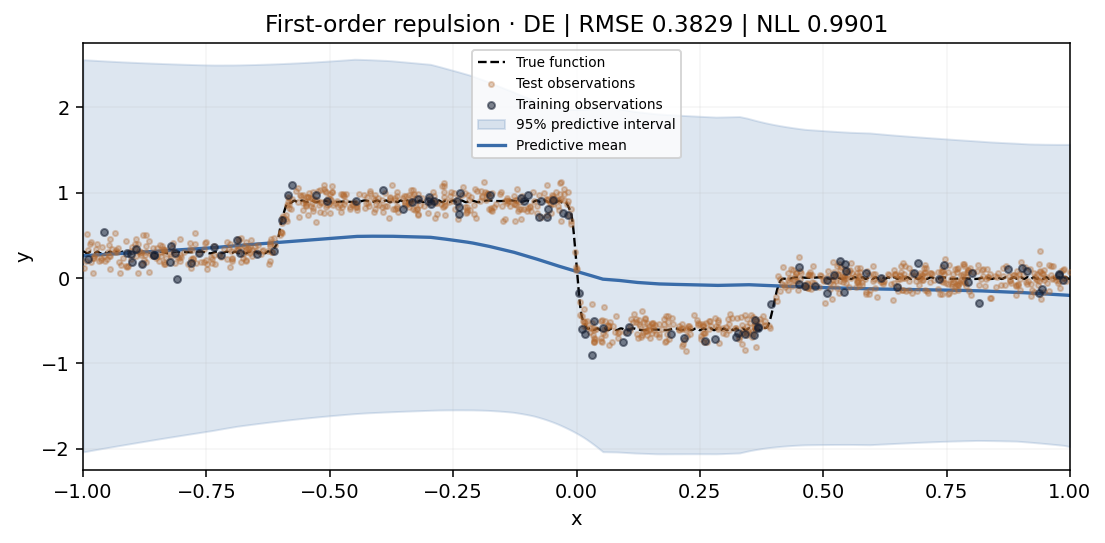 First-order repulsion · DE | RMSE 0.3829 | NLL 0.9901
True function
Test observations
Training observations
95% predictive interval
Predictive mean
y
2
1
0
−1
−2
−1.00 −0.75 −0.50 −0.25 0.00 0.25 0.50 0.75 1.00
x